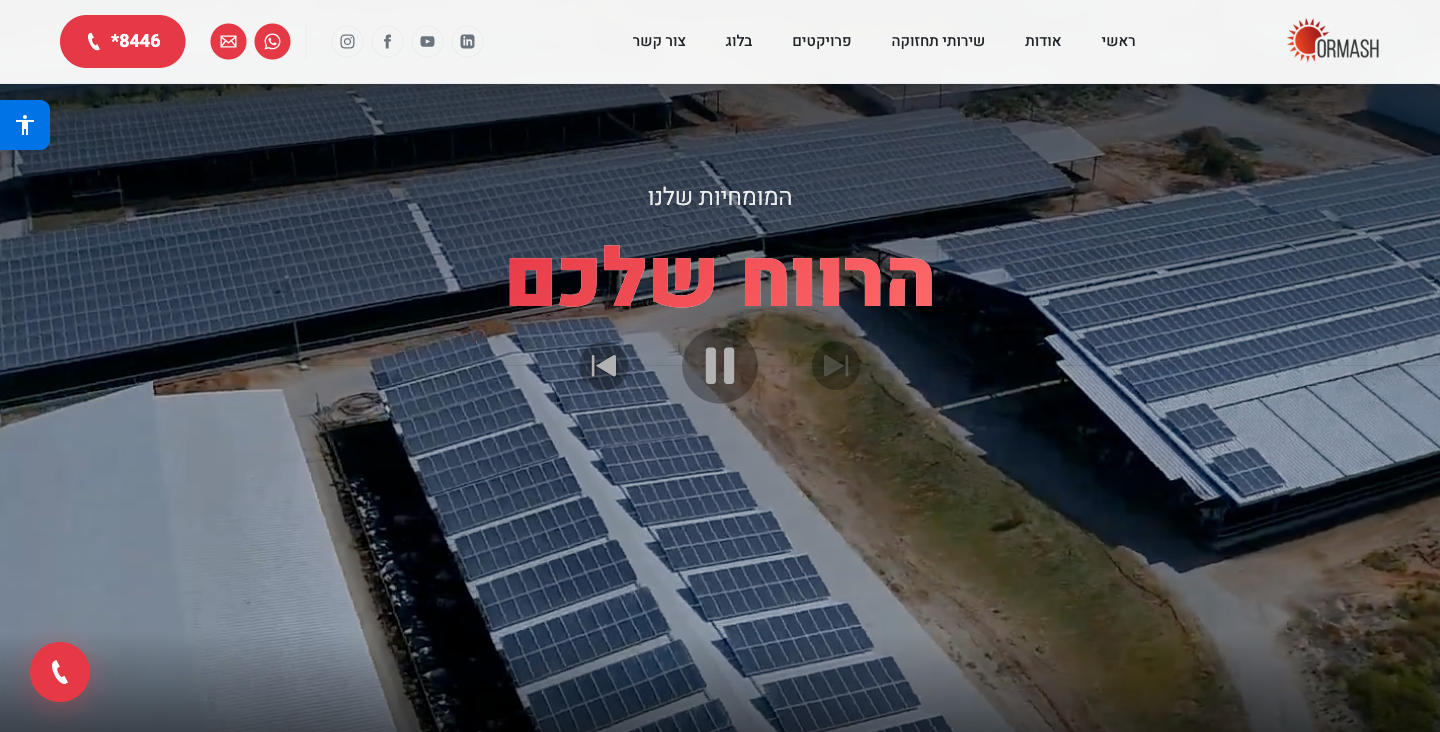 ORMASH
ראשי
אודות
שירותי תחזוקה
פרויקטים
בלוג
צור קשר
*8446
המומחיות שלנו
הרווח שלכם